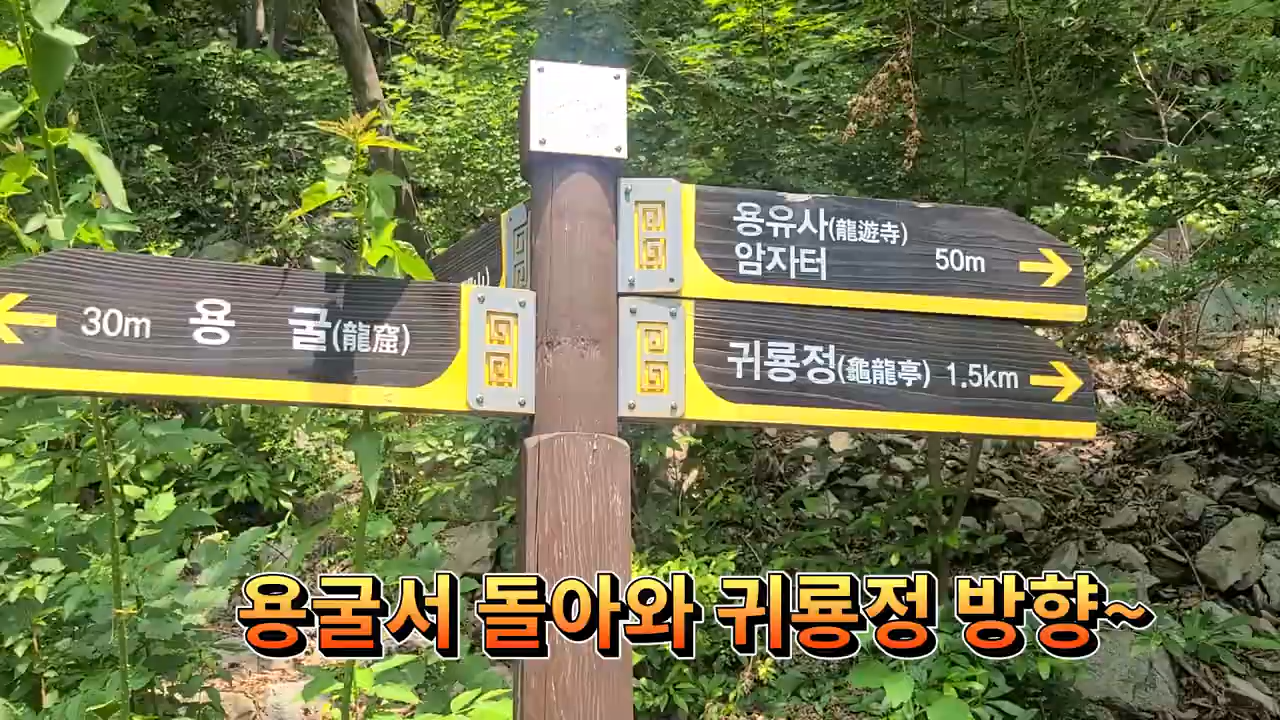 용유사(龍遊寺)
암자터 50m
30m 용 굴(龍窟)
귀룡정(龜龍亭) 1.5km
용굴서 돌아와 귀룡정 방향~